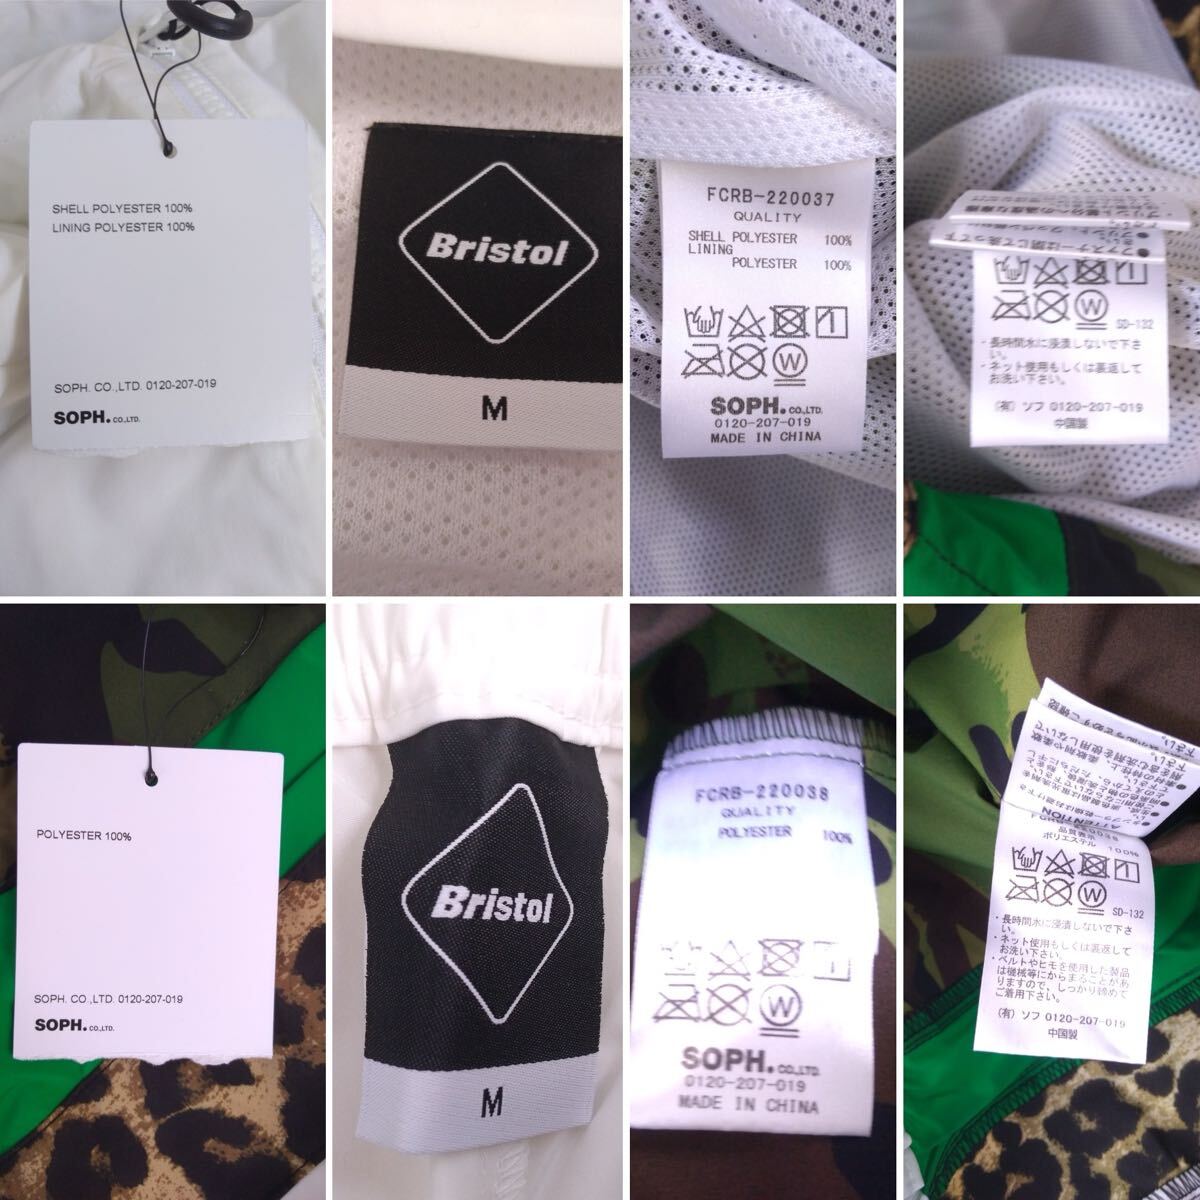 SHELL POLYESTER 100%
LINING POLYESTER 100%
SOPH. CO.,LTD. 0120-207-019
SOPH. CO.,LTD.
Bristol
M
FCRB-220037
QUALITY
SHELL POLYESTER 100%
LINING
POLYESTER 100%
W
SOPH. CO.,LTD.
0120-207-019
MADE IN CHINA
W
SD-132
・長時間水に浸漬しないで下さ
い。
・ネット使用もしくは裏返して
お洗い下さい。
(有) ソフ 0120-207-019
中国製
POLYESTER 100%
SOPH. CO.,LTD. 0120-207-019
SOPH. CO.,LTD.
Bristol
M
FCRB-220038
QUALITY
POLYESTER 100%
W
SOPH. CO.,LTD.
0120-207-019
MADE IN CHINA
ATTENTION
品質表示
ポリエステル 100%
W
SD-132
・長時間水に浸漬しないで下さ
い。
・ネット使用もしくは裏返して
お洗い下さい。
・ベルトやヒモを使用した製品
は機械等にからまることがあ
りますので、しっかり締めて
ご着用下さい。
(有) ソフ 0120-207-019
中国製